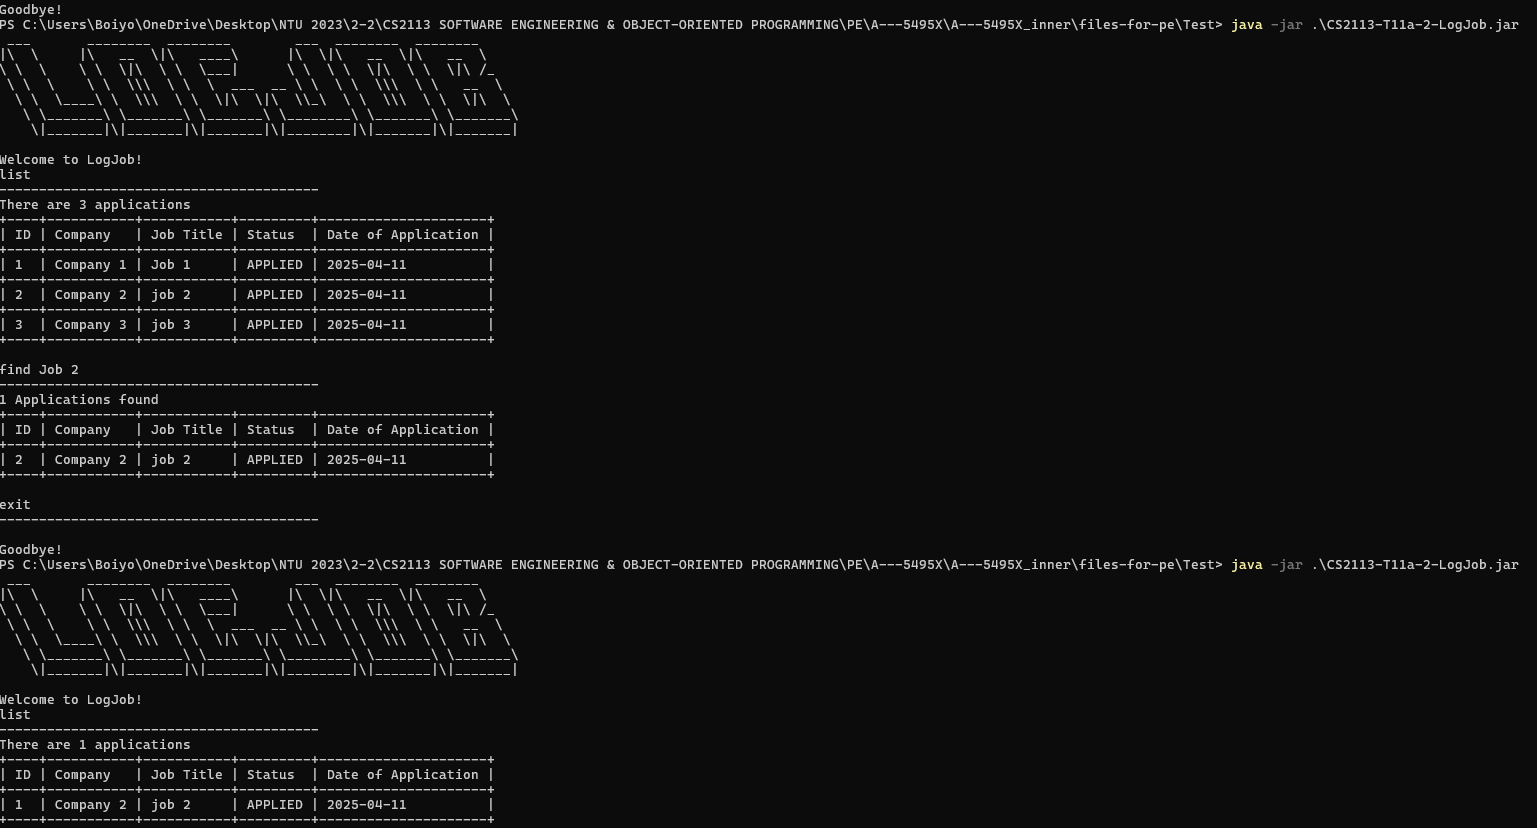 Goodbye!
PS C:\Users\Boiyo\OneDrive\Desktop\NTU 2023\2-2\CS2113 SOFTWARE ENGINEERING & OBJECT-ORIENTED PROGRAMMING\PE\A---5495X\A---5495X_inner\files-for-pe\Test> java -jar .\CS2113-T11a-2-LogJob.jar
Welcome to LogJob!
list
----------------------------------------
There are 3 applications
+----+-----------+-----------+---------+---------------------+
| ID | Company   | Job Title | Status  | Date of Application |
+----+-----------+-----------+---------+---------------------+
| 1  | Company 1 | Job 1     | APPLIED | 2025-04-11          |
+----+-----------+-----------+---------+---------------------+
| 2  | Company 2 | job 2     | APPLIED | 2025-04-11          |
+----+-----------+-----------+---------+---------------------+
| 3  | Company 3 | job 3     | APPLIED | 2025-04-11          |
+----+-----------+-----------+---------+---------------------+
find Job 2
----------------------------------------
1 Applications found
+----+-----------+-----------+---------+---------------------+
| ID | Company   | Job Title | Status  | Date of Application |
+----+-----------+-----------+---------+---------------------+
| 2  | Company 2 | job 2     | APPLIED | 2025-04-11          |
+----+-----------+-----------+---------+---------------------+
exit
----------------------------------------
Goodbye!
PS C:\Users\Boiyo\OneDrive\Desktop\NTU 2023\2-2\CS2113 SOFTWARE ENGINEERING & OBJECT-ORIENTED PROGRAMMING\PE\A---5495X\A---5495X_inner\files-for-pe\Test> java -jar .\CS2113-T11a-2-LogJob.jar
Welcome to LogJob!
list
----------------------------------------
There are 1 applications
+----+-----------+-----------+---------+---------------------+
| ID | Company   | Job Title | Status  | Date of Application |
+----+-----------+-----------+---------+---------------------+
| 1  | Company 2 | job 2     | APPLIED | 2025-04-11          |
+----+-----------+-----------+---------+---------------------+